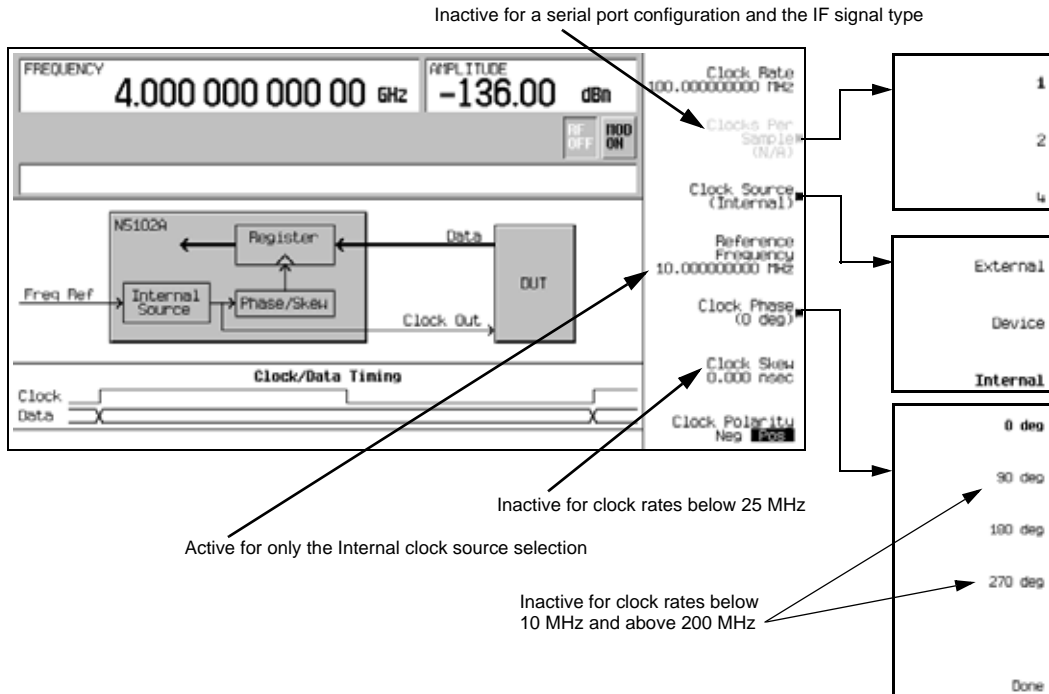 Inactive for a serial port configuration and the IF signal type
FREQUENCY
4.000 000 000 00 GHz
AMPLITUDE
-136.00 dBm
RF OFF
MOD ON
Clock Rate
100.000000000 MHz
Clocks Per
Sample
(N/A)
Clock Source
(Internal)
Reference
Frequency
10.000000000 MHz
Clock Phase
(0 deg)
Clock Skew
0.000 nsec
Clock Polarity
Neg Pos
N5102A
Register
Data
DUT
Freq Ref
Internal
Source
Phase/Skew
Clock Out
Clock/Data Timing
Clock
Data
1
2
4
External
Device
Internal
0 deg
90 deg
180 deg
270 deg
Done
Inactive for clock rates below 25 MHz
Active for only the Internal clock source selection
Inactive for clock rates below
10 MHz and above 200 MHz